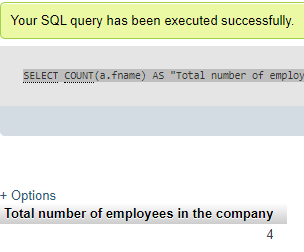 Your SQL query has been executed successfully.
SELECT COUNT(a.fname) AS "Total number of employ
+ Options
Total number of employees in the company
4